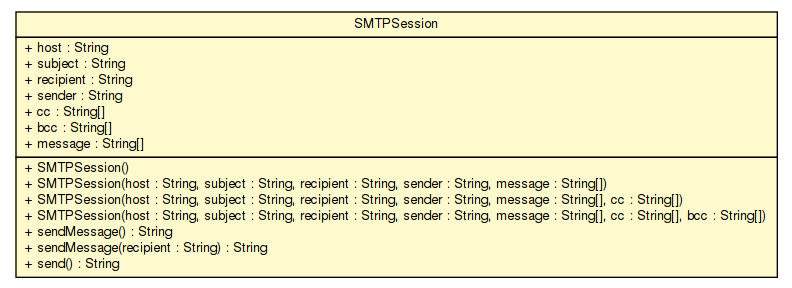 SMTPSession
+ host : String
+ subject : String
+ recipient : String
+ sender : String
+ cc : String[]
+ bcc : String[]
+ message : String[]
+ SMTPSession()
+ SMTPSession(host : String, subject : String, recipient : String, sender : String, message : String[])
+ SMTPSession(host : String, subject : String, recipient : String, sender : String, message : String[], cc : String[])
+ SMTPSession(host : String, subject : String, recipient : String, sender : String, message : String[], cc : String[], bcc : String[])
+ sendMessage() : String
+ sendMessage(recipient : String) : String
+ send() : String